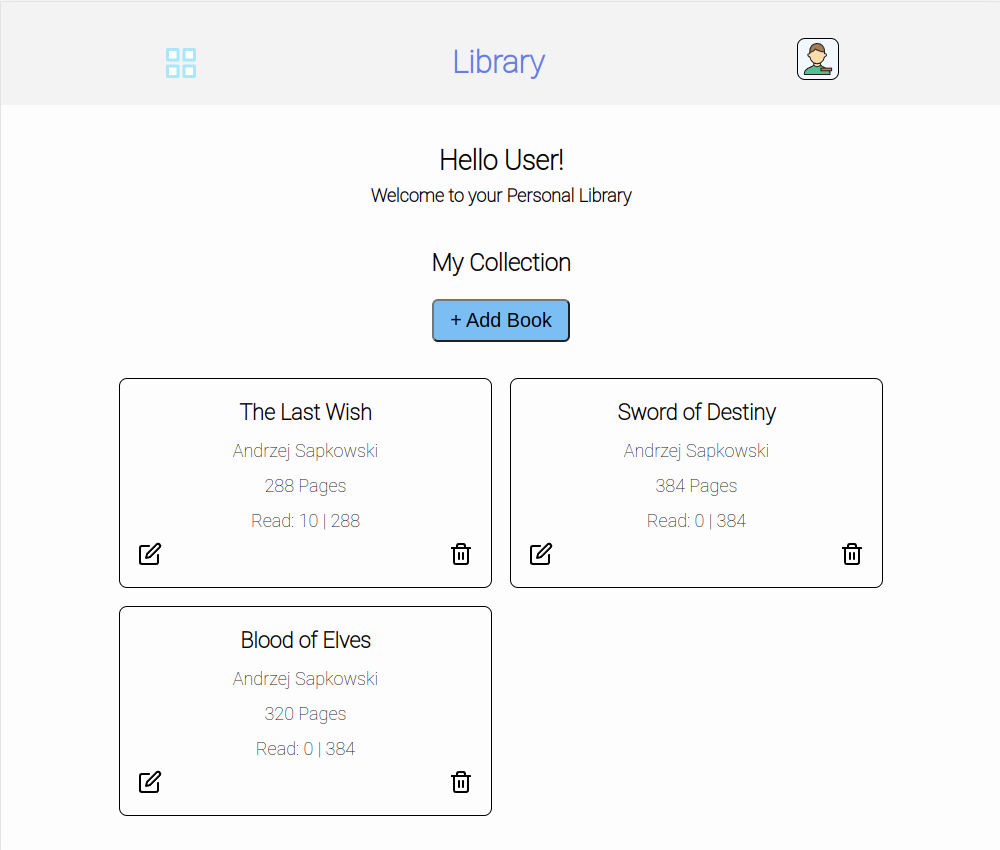 Library
Hello User!
Welcome to your Personal Library
My Collection
+ Add Book
The Last Wish
Andrzej Sapkowski
288 Pages
Read: 10 | 288
Sword of Destiny
Andrzej Sapkowski
384 Pages
Read: 0 | 384
Blood of Elves
Andrzej Sapkowski
320 Pages
Read: 0 | 384